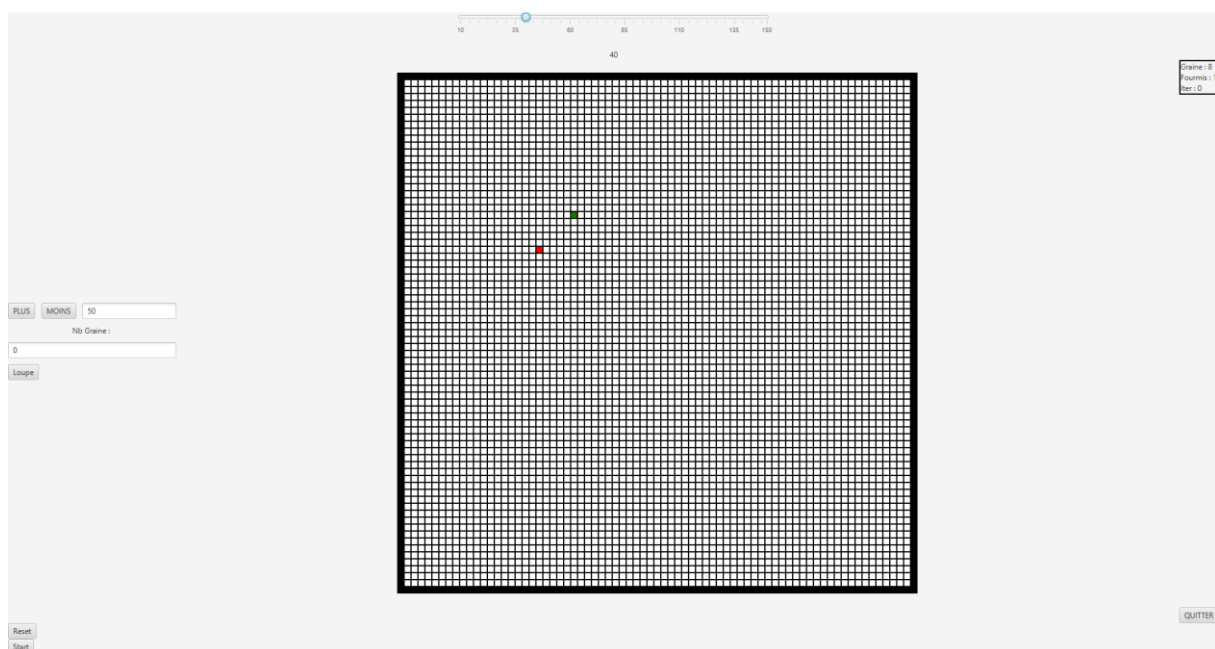 10 35 60 85 110 135 150
40
Graine : 8
Fourmis : 1
Iter : 0
PLUS MOINS 50
Nb Graine :
0
Loupe
QUITTER
Reset
Start